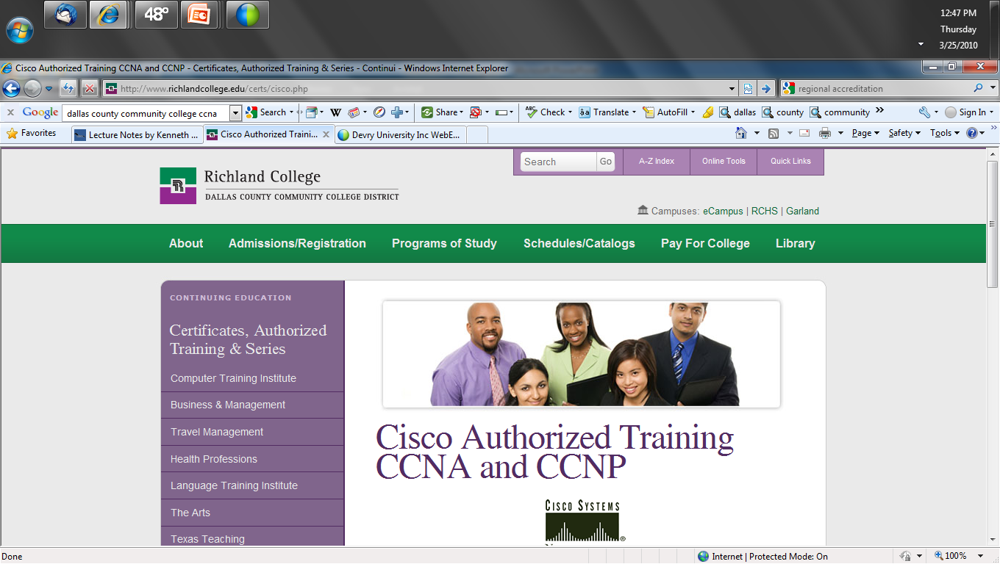 48°
12:47 PM
Thursday
3/25/2010
Cisco Authorized Training CCNA and CCNP - Certificates, Authorized Training & Series - Continui - Windows Internet Explorer
http://www.richlandcollege.edu/certs/cisco.php
regional accreditation
x Google dallas county community college ccna Search W Share Check Translate AutoFill dallas county community » Sign In
Favorites Lecture Notes by Kenneth ... Cisco Authorized Traini... Devry University Inc WebE... Page Safety Tools »
Search Go A-Z Index Online Tools Quick Links
Richland College
DALLAS COUNTY COMMUNITY COLLEGE DISTRICT
Campuses: eCampus | RCHS | Garland
About Admissions/Registration Programs of Study Schedules/Catalogs Pay For College Library
CONTINUING EDUCATION
Certificates, Authorized
Training & Series
Computer Training Institute
Business & Management
Travel Management
Health Professions
Language Training Institute
The Arts
Texas Teaching
Cisco Authorized Training
CCNA and CCNP
CISCO SYSTEMS
®
Done Internet | Protected Mode: On 100%